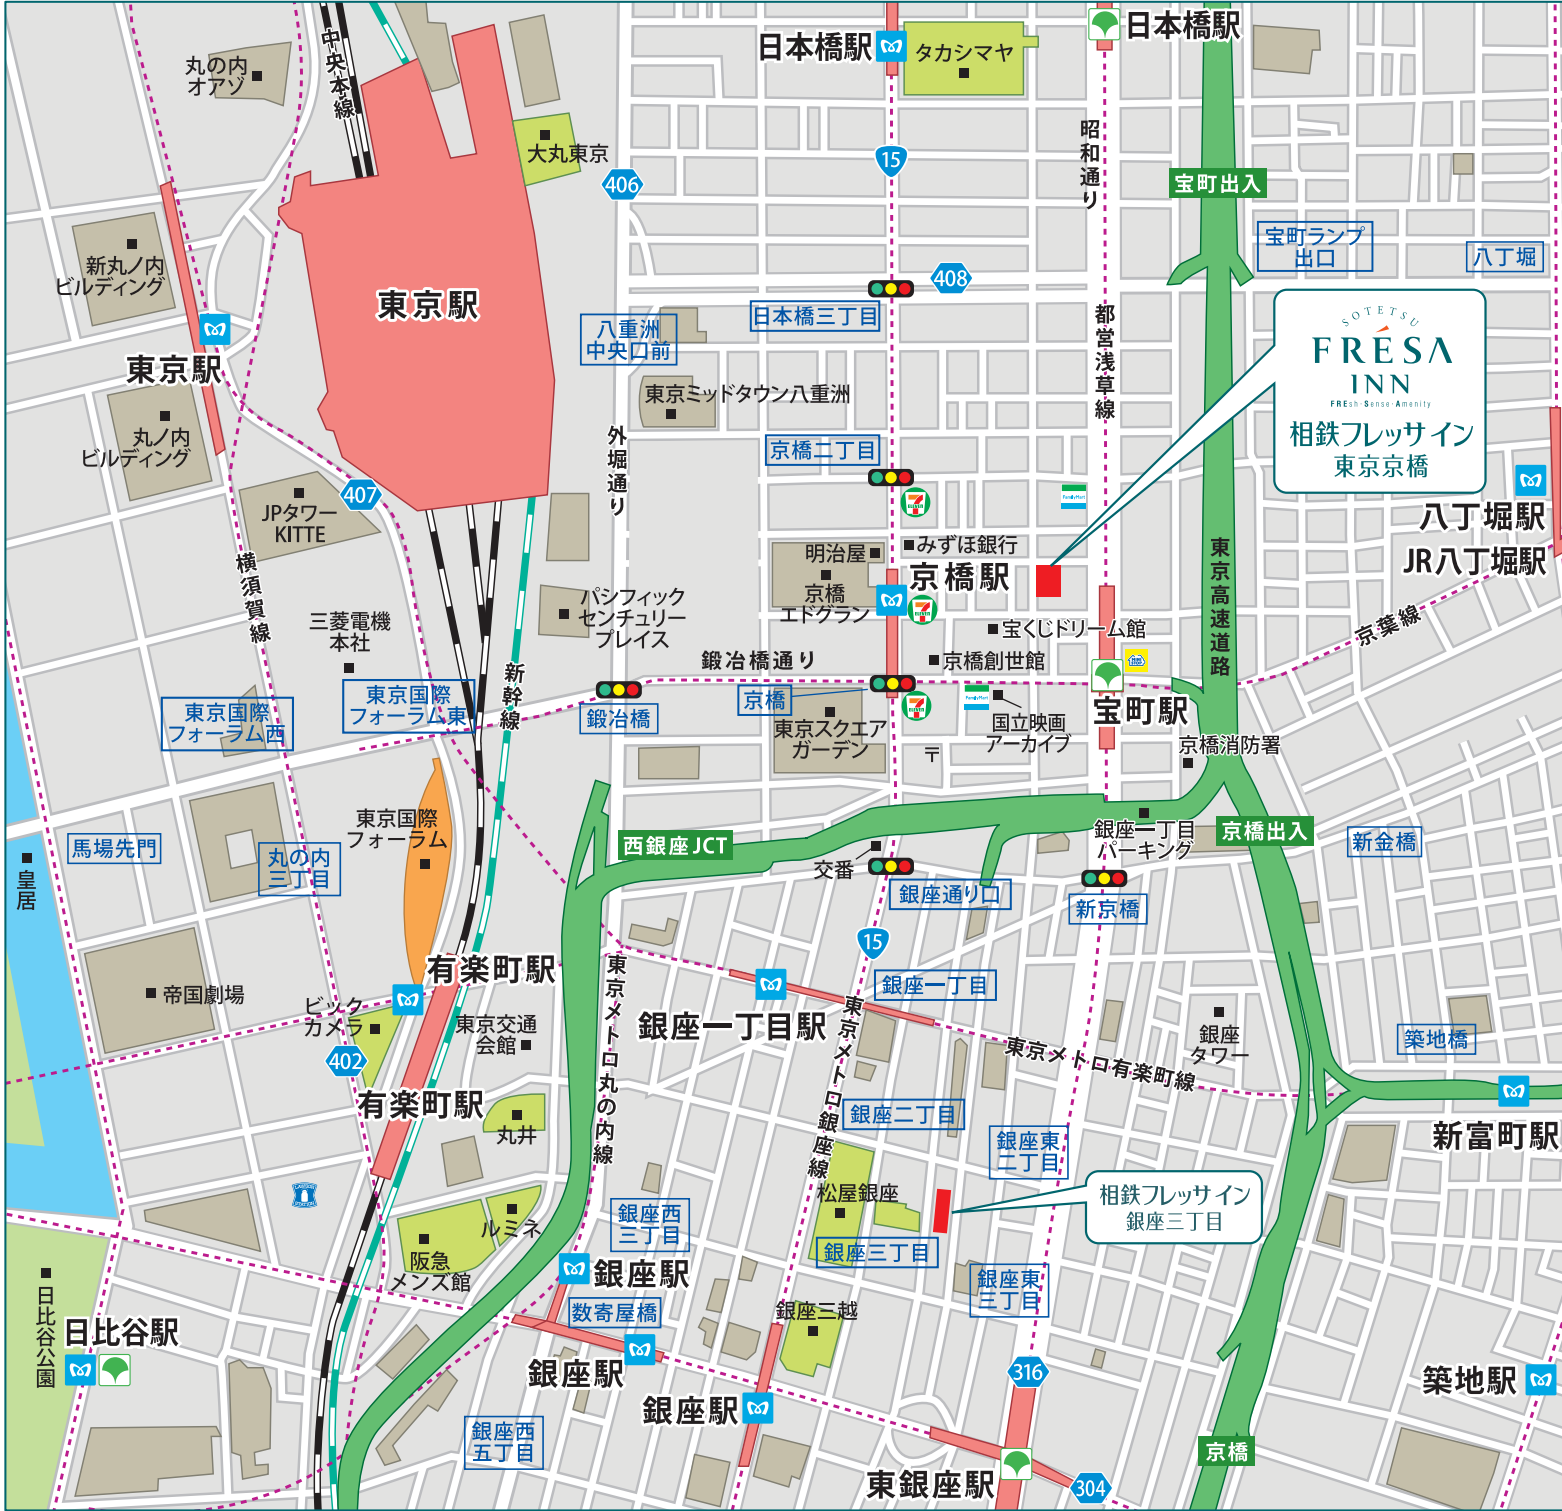 中央本線
丸の内
オアゾ
日本橋駅
タカシマヤ
日本橋駅
大丸東京
406
15
昭和通り
宝町出入
宝町ランプ
出口
八丁堀
新丸ノ内
ビルディング
東京駅
408
日本橋三丁目
八重洲
中央口前
都営浅草線
SOTETSU
FRESA
INN
FREsh·Sense·Amenity
相鉄フレッサイン
東京京橋
東京駅
東京ミッドタウン八重洲
丸ノ内
ビルディング
外堀通り
京橋二丁目
407
JPタワー
KITTE
7
ELEVEN
FamilyMart
八丁堀駅
JR八丁堀駅
横須賀線
明治屋
みずほ銀行
京橋駅
京橋
エドグラン
7
ELEVEN
東京高速道路
パシフィック
センチュリー
プレイス
三菱電機
本社
宝くじドリーム館
京葉線
鍛冶橋通り
京橋創世館
新幹線
東京国際
フォーラム東
東京国際
フォーラム西
鍛冶橋
京橋
7
ELEVEN
FamilyMart
国立映画
アーカイブ
宝町駅
東京スクエア
ガーデン
〒
京橋消防署
東京国際
フォーラム
西銀座JCT
銀座一丁目
パーキング
京橋出入
新金橋
馬場先門
丸の内
三丁目
皇居
交番
銀座通り口
新京橋
15
有楽町駅
東京メトロ丸の内線
銀座一丁目
帝国劇場
ビック
カメラ
402
東京交通
会館
銀座一丁目駅
東京メトロ銀座線
東京メトロ有楽町線
銀座
タワー
築地橋
有楽町駅
丸井
銀座二丁目
銀座東
二丁目
新富町駅
LAWSON
STATION
松屋銀座
相鉄フレッサイン
銀座三丁目
ルミネ
銀座西
三丁目
銀座三丁目
阪急
メンズ館
銀座駅
銀座東
三丁目
日比谷公園
数寄屋橋
銀座三越
日比谷駅
銀座駅
316
築地駅
銀座駅
銀座西
五丁目
京橋
東銀座駅
304